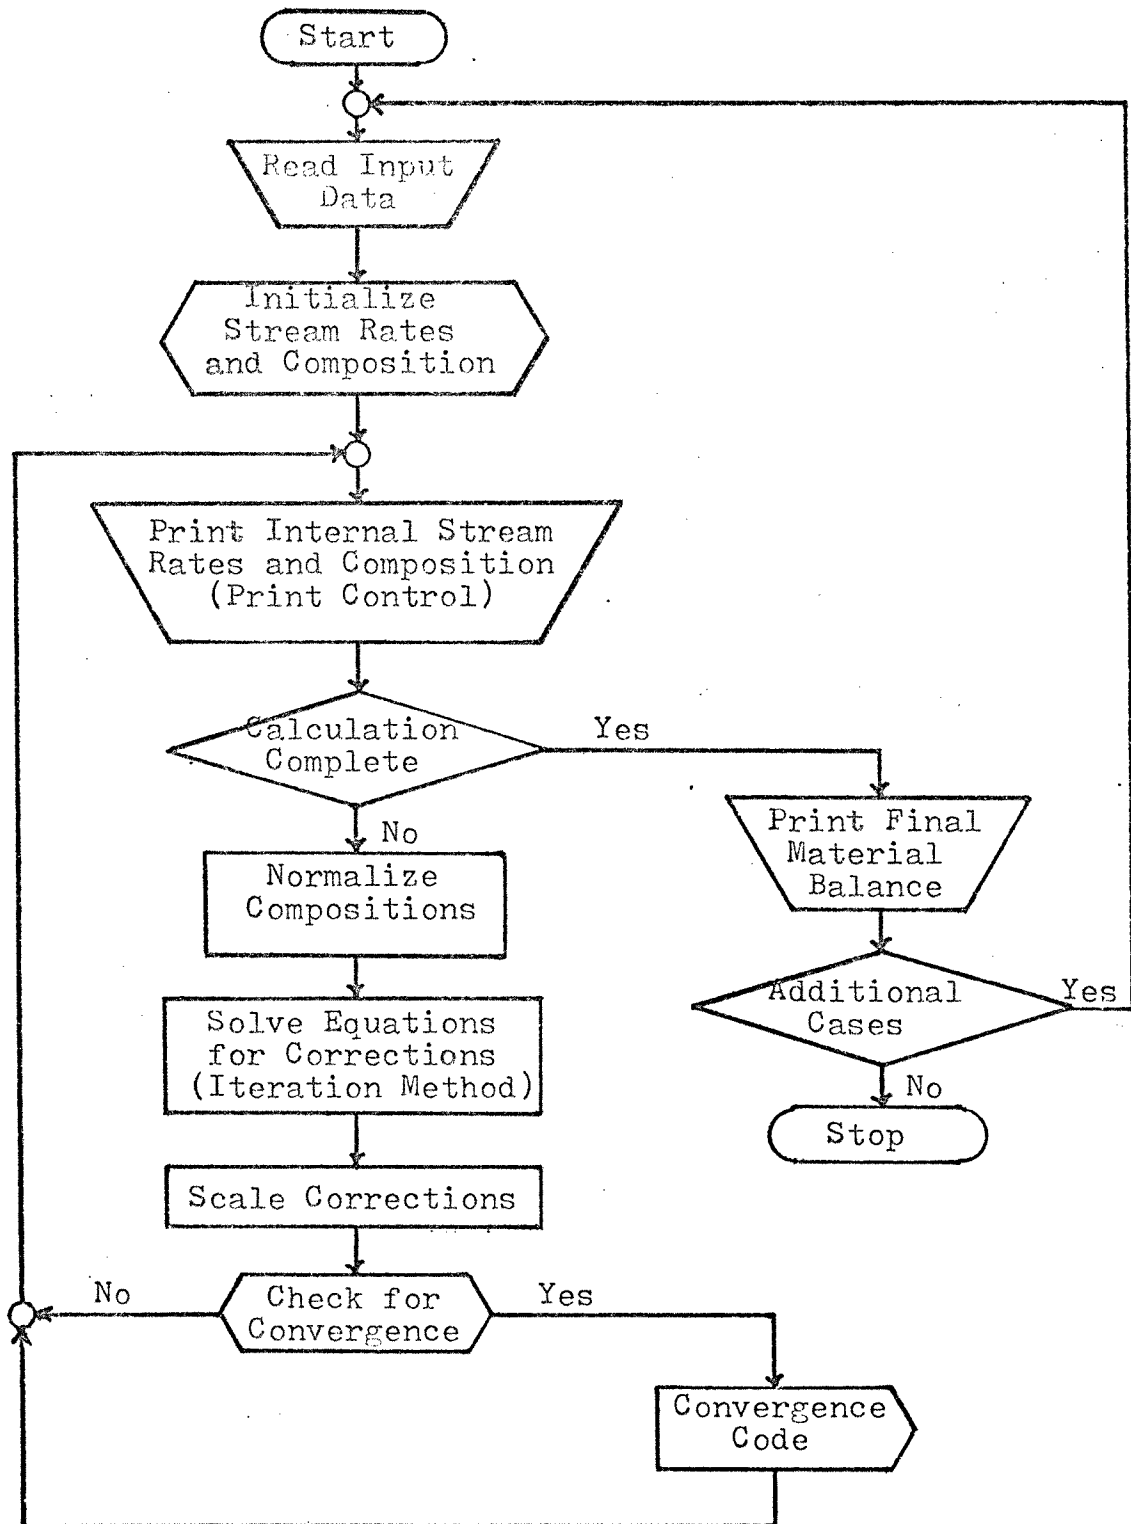 Start
Read Input
Data
Initialize
Stream Rates
and Composition
Print Internal Stream
Rates and Composition
(Print Control)
Calculation
Complete
Yes
No
Normalize
Compositions
Solve Equations
for Corrections
(Iteration Method)
Scale Corrections
Check for
Convergence
No
Yes
Convergence
Code
Print Final
Material
Balance
Additional
Cases
Yes
No
Stop